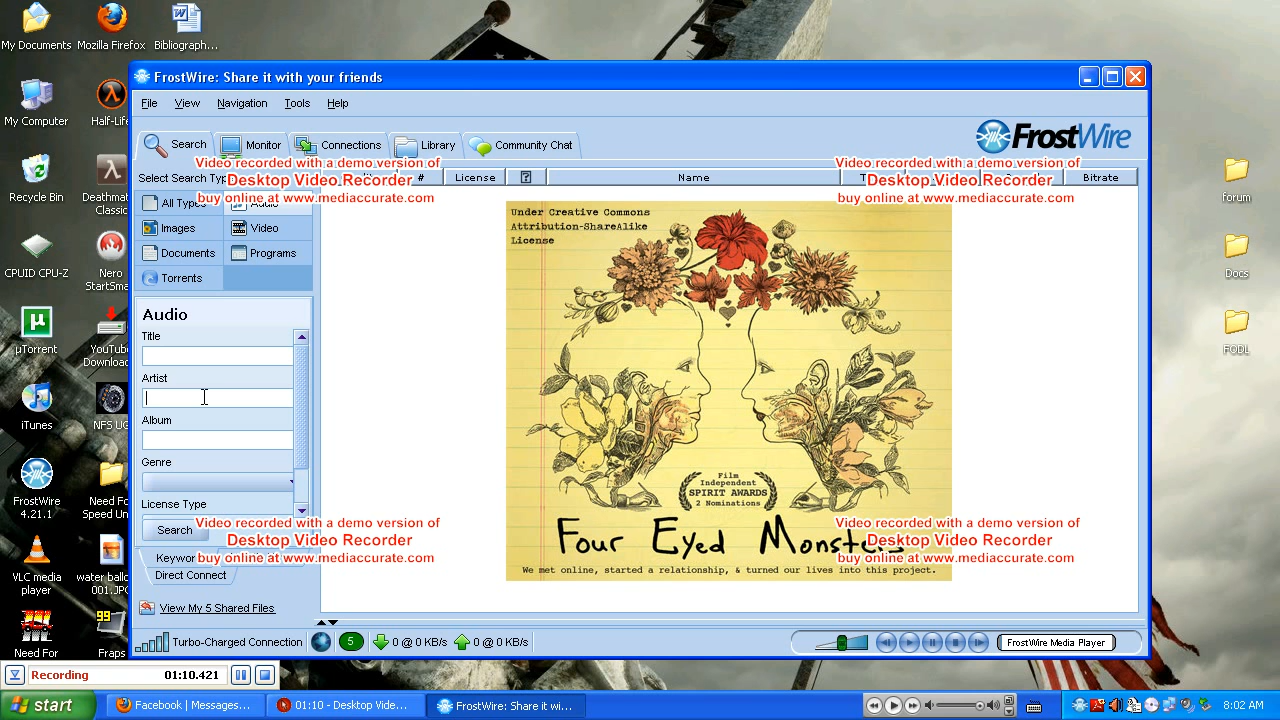 My Documents
Mozilla Firefox
Bibliograph...
FrostWire: Share it with your friends
My Computer
Half-Life
File View Navigation Tools Help
Search Monitor Connections Library Community Chat
FrostWire
Video recorded with a demo version of
Desktop Video Recorder
buy online at www.mediaccurate.com
Video recorded with a demo version of
Desktop Video Recorder
buy online at www.mediaccurate.com
Select Search Typ
# License ? Name Bitrate
Recycle Bin
Deathmat
Classic
forum
All Types Audio
Images Video
Documents Programs
Torrents
Under Creative Commons
Attribution-ShareAlike
License
CPUID CPU-Z
Nero
StartSma
Docs
Audio
Title
Artist
Album
Genre
License Type
Search
µTorrent
YouTube
Downloa
FODL
iTunes
NFS UG
FrostWire
4.21.1
Need Fo
Speed Un
Film
Independent
SPIRIT AWARDS
2 Nominations
Four Eyed Monsters
We met online, started a relationship, & turned our lives into this project.
Video recorded with a demo version of
Desktop Video Recorder
buy online at www.mediaccurate.com
Video recorded with a demo version of
Desktop Video Recorder
buy online at www.mediaccurate.com
Direct Connect
VLC media
player
water ballo
001.JPG
View My 5 Shared Files
99
Need For
Fraps
Turbo-Charged Connection 5 0 @ 0 KB/s 0 @ 0 KB/s
FrostWire Media Player
Recording 01:10.421
start
Facebook | Messages...
01:10 - Desktop Vide...
FrostWire: Share it wi...
8:02 AM